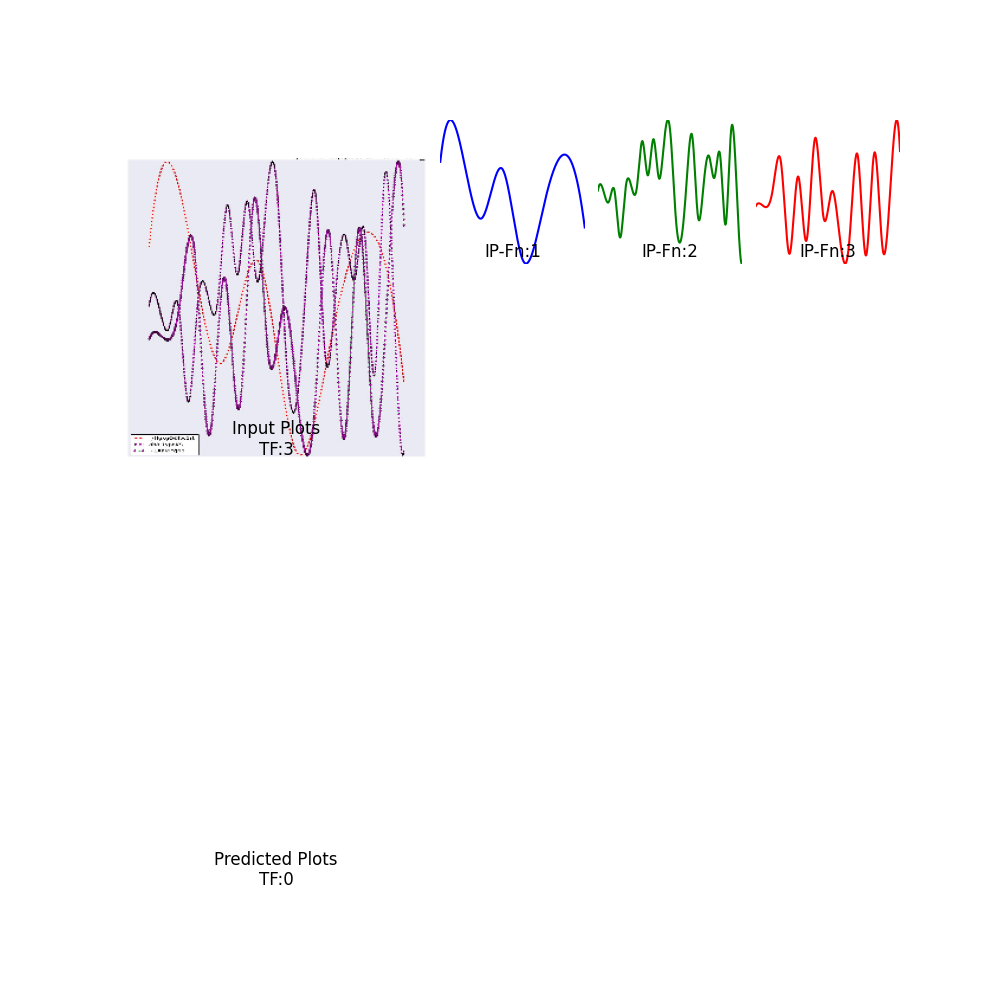 IP-Fn:1
IP-Fn:2
IP-Fn:3
Input Plots
TF:3
Predicted Plots
TF:0